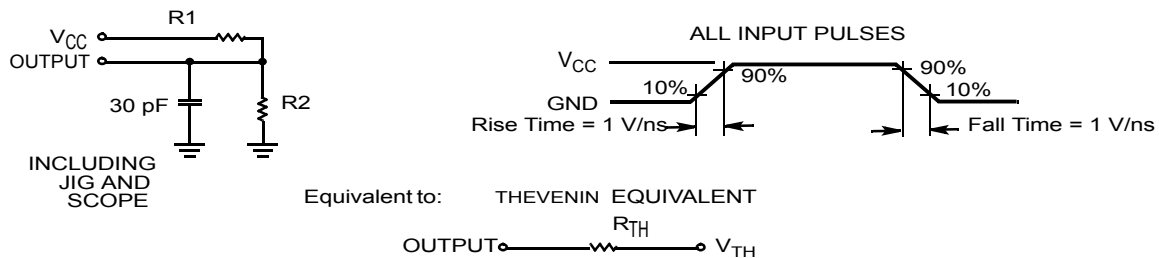 R1
VCC
OUTPUT
30 pF
R2
INCLUDING
JIG AND
SCOPE
ALL INPUT PULSES
VCC
GND
10%
90%
90%
10%
Rise Time = 1 V/ns
Fall Time = 1 V/ns
Equivalent to: THEVENIN EQUIVALENT
RTH
OUTPUT
VTH